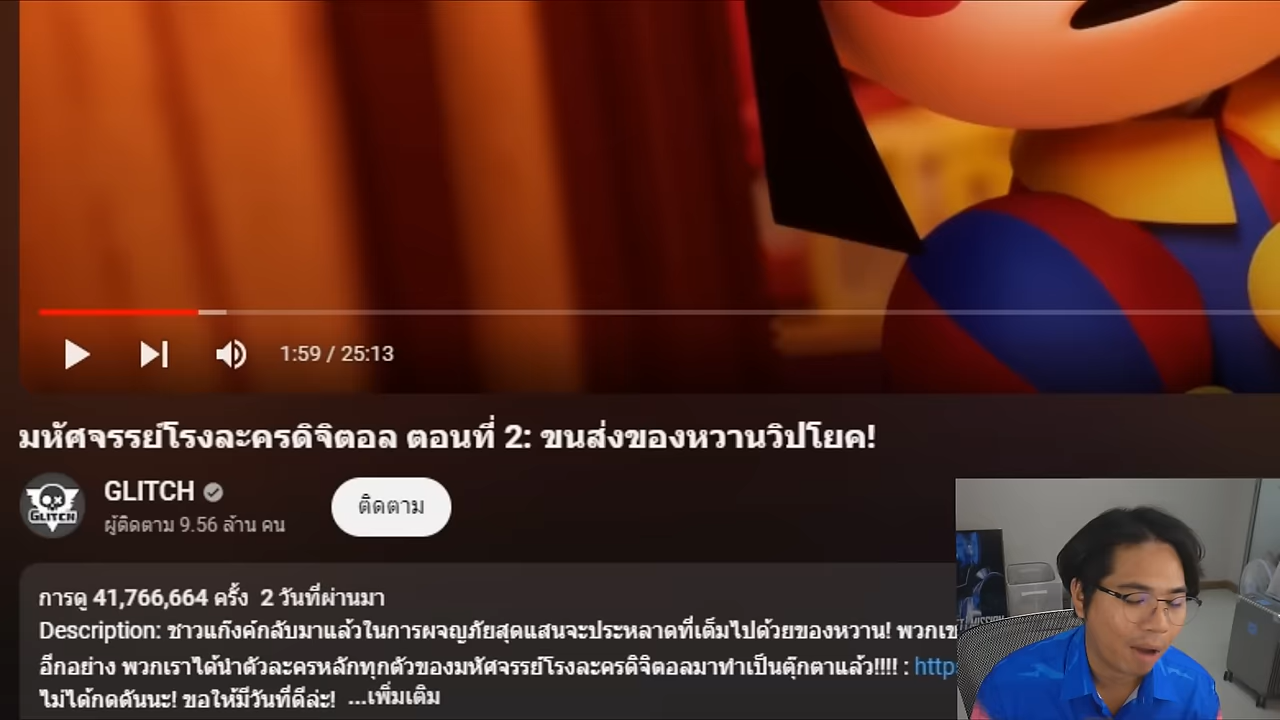 1:59 / 25:13
มหัศจรรย์โรงละครดิจิตอล ตอนที่ 2: ขนส่งของหวานวิปโยค!
GLITCH
GLITCH
ติดตาม
ผู้ติดตาม 9.56 ล้าน คน
การดู 41,766,664 ครั้ง 2 วันที่ผ่านมา
Description: ชาวแก๊งค์กลับมาแล้วในการผจญภัยสุดแสนจะประหลาดที่เต็มไปด้วยของหวาน! พวกเข
อีกอย่าง พวกเราได้นำตัวละครหลักทุกตัวของมหัศจรรย์โรงละครดิจิตอลมาทำเป็นตุ๊กตาแล้ว!!!! : http
ไม่ได้กดดันนะ! ขอให้มีวันที่ดีล่ะ! ...เพิ่มเติม